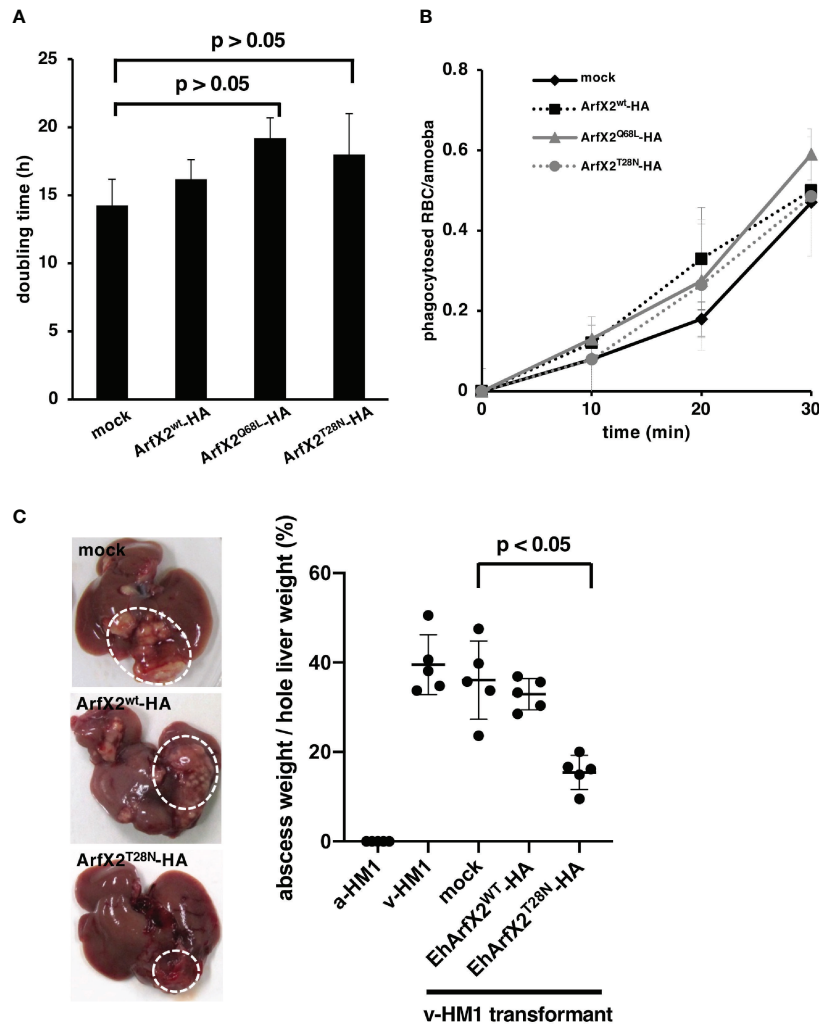 A
p > 0.05
p > 0.05
25
20
15
10
5
0
doubling time (h)
mock
ArfX2wt-HA
ArfX2Q68L-HA
ArfX2T28N-HA
B
0.8
0.6
0.4
0.2
0
phagocytosed RBC/amoeba
mock
ArfX2wt-HA
ArfX2Q68L-HA
ArfX2T28N-HA
0
10
20
30
time (min)
C
mock
ArfX2wt-HA
ArfX2T28N-HA
abscess weight / hole liver weight (%)
p < 0.05
60
40
20
0
a-HM1
v-HM1
mock
EhArfX2WT-HA
EhArfX2T28N-HA
v-HM1 transformant